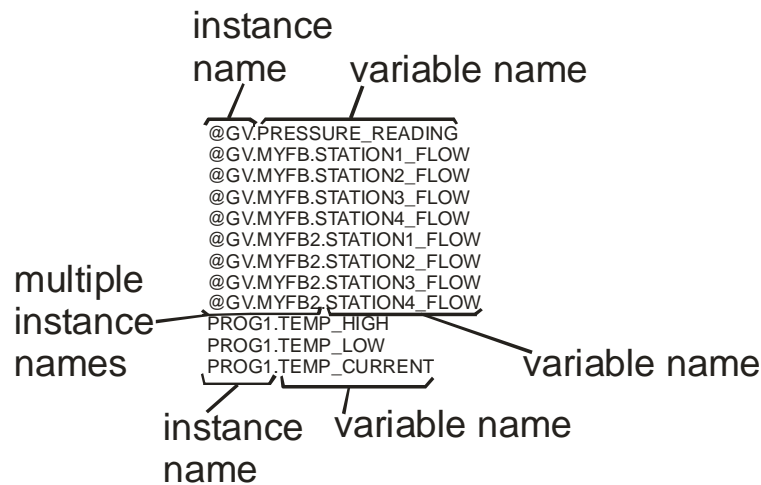 instance
name
variable name
@GV.PRESSURE_READING
@GV.MYFB.STATION1_FLOW
@GV.MYFB.STATION2_FLOW
@GV.MYFB.STATION3_FLOW
@GV.MYFB.STATION4_FLOW
@GV.MYFB2.STATION1_FLOW
@GV.MYFB2.STATION2_FLOW
@GV.MYFB2.STATION3_FLOW
@GV.MYFB2.STATION4_FLOW
PROG1.TEMP_HIGH
PROG1.TEMP_LOW
PROG1.TEMP_CURRENT
multiple
instance
names
variable name
instance
name
variable name